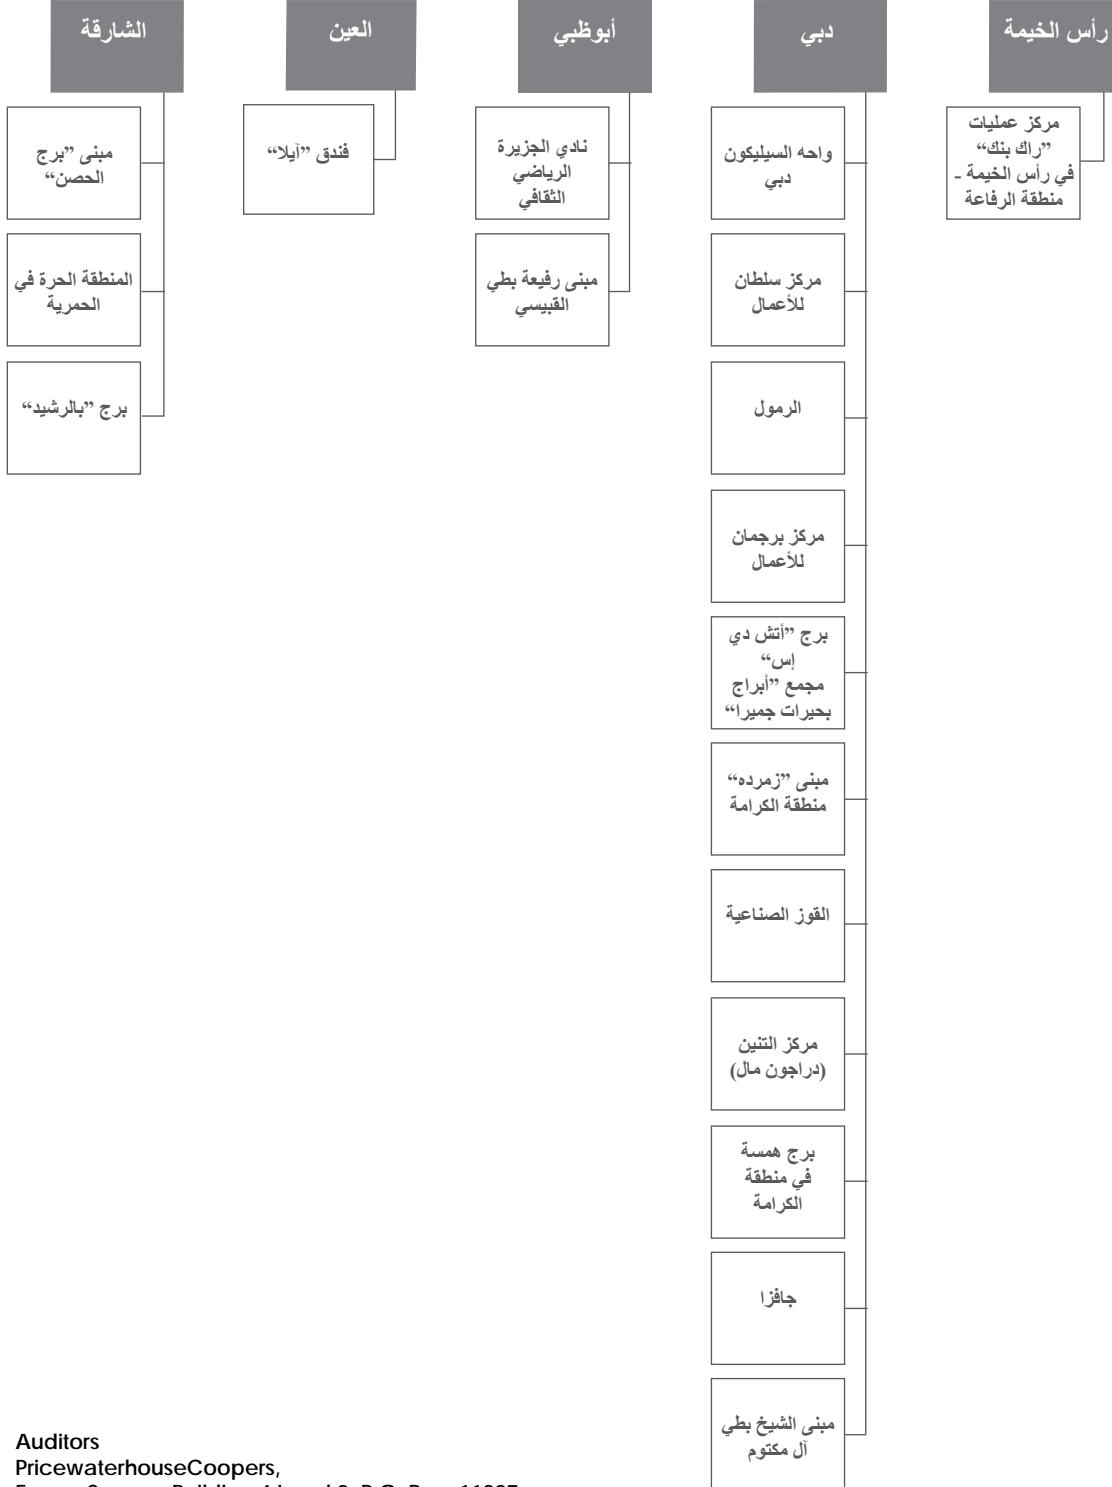 رأس الخيمة
مركز عمليات
”راك بنك“
في رأس الخيمة -
منطقة الرفاعة
دبي
واحه السيليكون
دبي
مركز سلطان
للأعمال
الرمول
مركز برجمان
للأعمال
برج ”أتش دي
إس“
مجمع ”أبراج
بحيرات جميرا“
مبنى ”زمرده“
منطقة الكرامة
القوز الصناعية
مركز التنين
(دراجون مال)
برج همسة
في منطقة
الكرامة
جافزا
مبنى الشيخ بطي
آل مكتوم
أبوظبي
نادي الجزيرة
الرياضي
الثقافي
مبنى رفيعة بطي
القبيسي
العين
فندق ”آيلا“
الشارقة
مبنى ”برج
الحصن“
المنطقة الحرة في
الحمرية
برج ”بالرشيد“
Auditors
PricewaterhouseCoopers,